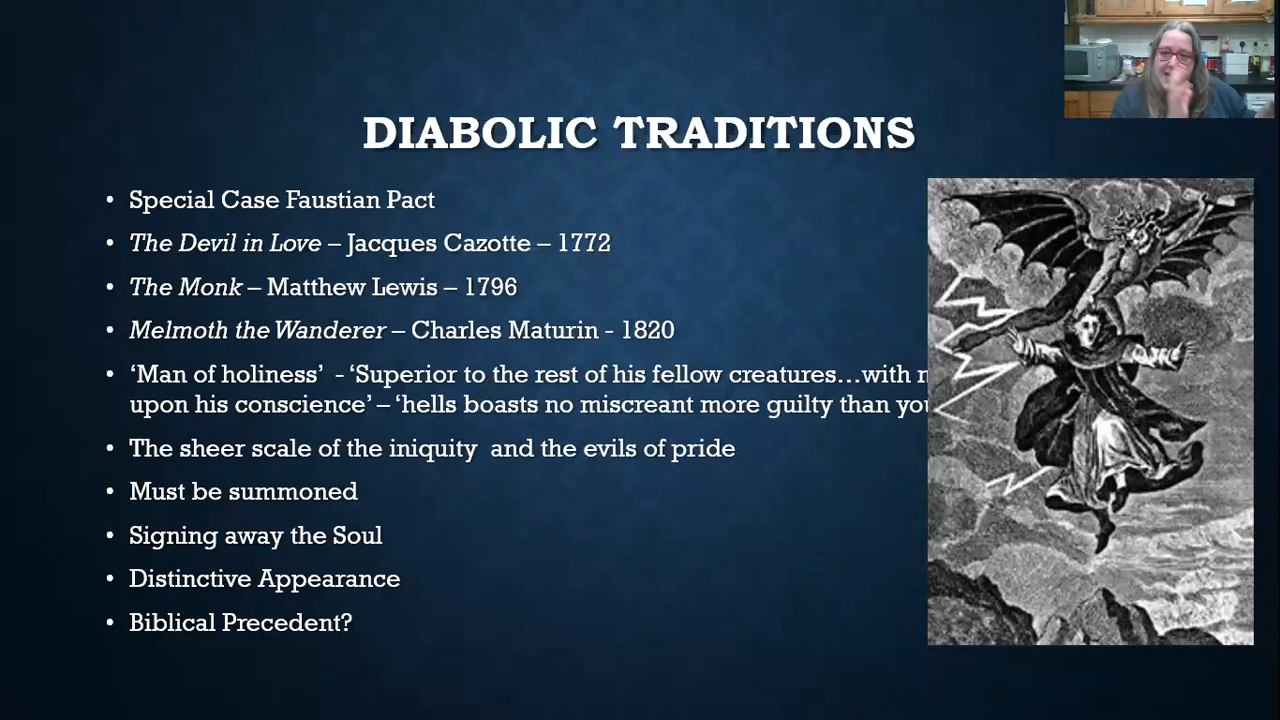 DIABOLIC TRADITIONS
• Special Case Faustian Pact
• The Devil in Love – Jacques Cazotte – 1772
• The Monk – Matthew Lewis – 1796
• Melmoth the Wanderer – Charles Maturin - 1820
• ‘Man of holiness’ - ‘Superior to the rest of his fellow creatures…with
upon his conscience’ – ‘hells boasts no miscreant more guilty than
• The sheer scale of the iniquity and the evils of pride
• Must be summoned
• Signing away the Soul
• Distinctive Appearance
• Biblical Precedent?